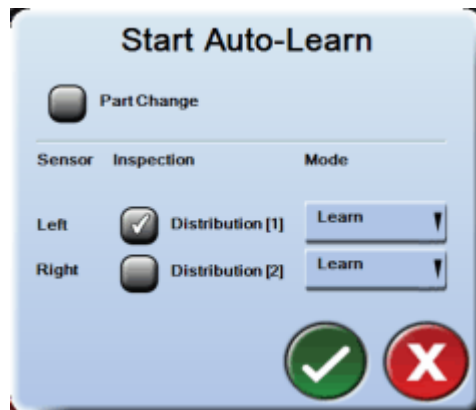 Start Auto-Learn
Part Change
Sensor Inspection Mode
Left Distribution [1] Learn
Right Distribution [2] Learn